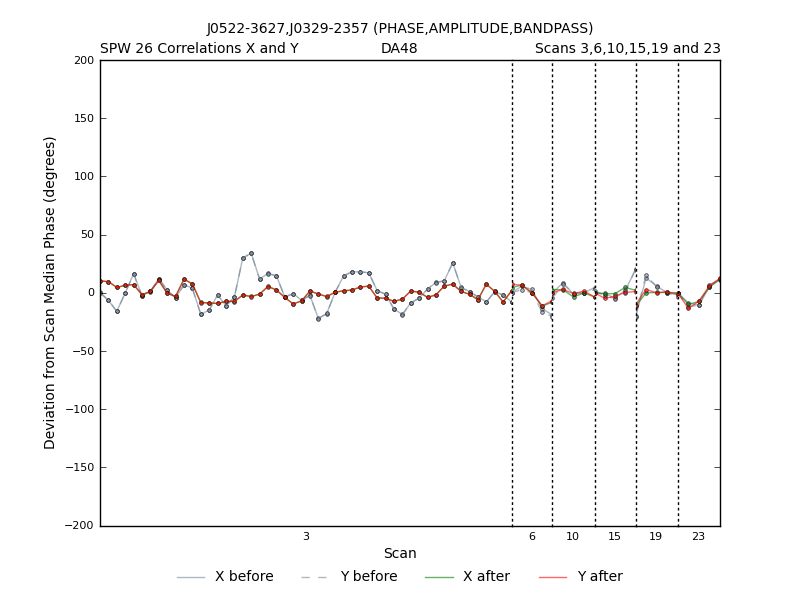 J0522-3627,J0329-2357 (PHASE,AMPLITUDE,BANDPASS)
SPW 26 Correlations X and Y DA48 Scans 3,6,10,15,19 and 23
200
150
100
50
0
−50
−100
−150
−200
Deviation from Scan Median Phase (degrees)
3 6 10 15 19 23
Scan
X before Y before X after Y after